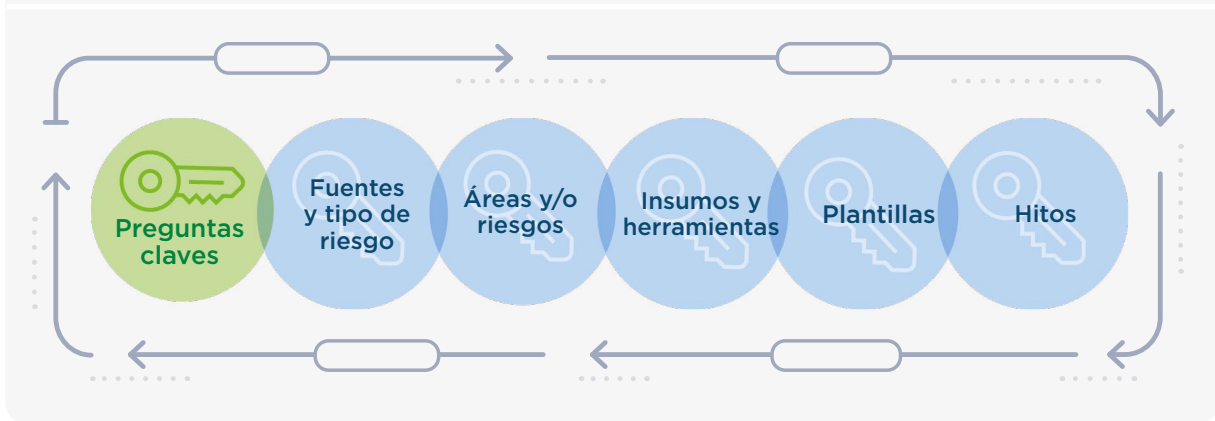 Preguntas
claves
Fuentes
y tipo de
riesgo
Áreas y/o
riesgos
Insumos y
herramientas
Plantillas
Hitos